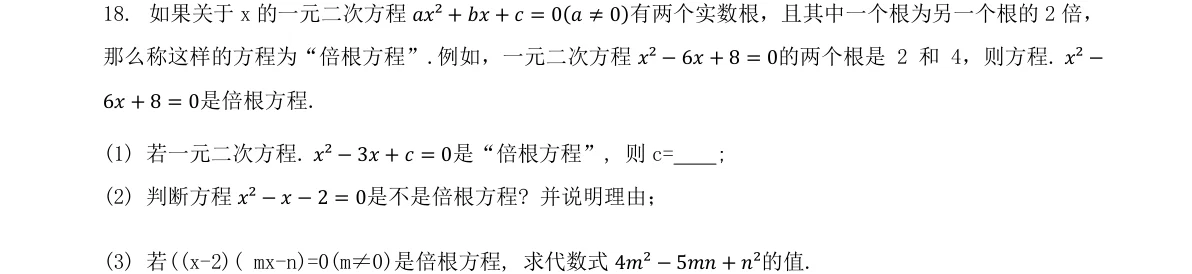 18. 如果关于 x 的一元二次方程 ax² + bx + c = 0(a ≠ 0)有两个实数根，且其中一个根为另一个根的 2 倍，
那么称这样的方程为“倍根方程”.例如，一元二次方程 x² − 6x + 8 = 0的两个根是 2 和 4，则方程. x² −
6x + 8 = 0是倍根方程.
(1) 若一元二次方程. x² − 3x + c = 0是“倍根方程”, 则 c=____;
(2) 判断方程 x² − x − 2 = 0是不是倍根方程? 并说明理由;
(3) 若((x-2)( mx-n)=0(m≠0)是倍根方程, 求代数式 4m² − 5mn + n²的值.